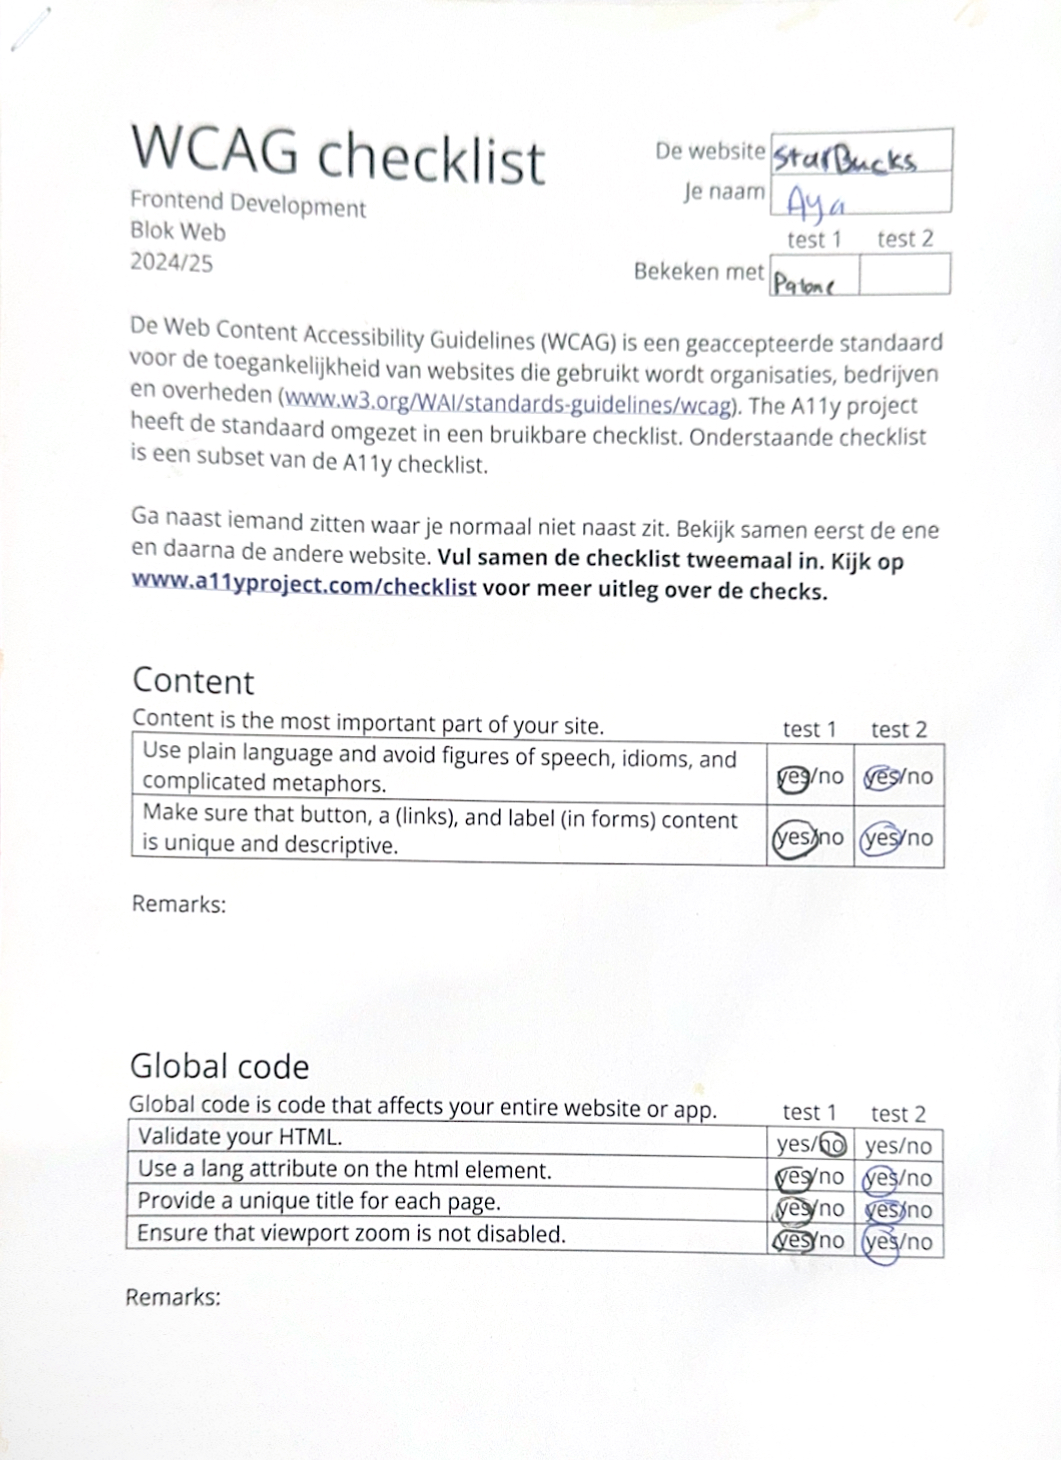 WCAG checklist
Frontend Development
Blok Web
2024/25
De website StarBucks
Je naam Aya
test 1 test 2
Bekeken met
De Web Content Accessibility Guidelines (WCAG) is een geaccepteerde standaard
voor de toegankelijkheid van websites die gebruikt wordt organisaties, bedrijven
en overheden (www.w3.org/WAI/standards-guidelines/wcag). The A11y project
heeft de standaard omgezet in een bruikbare checklist. Onderstaande checklist
is een subset van de A11y checklist.
Ga naast iemand zitten waar je normaal niet naast zit. Bekijk samen eerst de ene
en daarna de andere website. Vul samen de checklist tweemaal in. Kijk op
www.a11yproject.com/checklist voor meer uitleg over de checks.
Content
Content is the most important part of your site. test 1 test 2
Use plain language and avoid figures of speech, idioms, and
complicated metaphors. yes/no yes/no
Make sure that button, a (links), and label (in forms) content
is unique and descriptive. yes/no yes/no
Remarks:
Global code
Global code is code that affects your entire website or app. test 1 test 2
Validate your HTML. yes/no yes/no
Use a lang attribute on the html element. yes/no yes/no
Provide a unique title for each page. yes/no yes/no
Ensure that viewport zoom is not disabled. yes/no yes/no
Remarks: